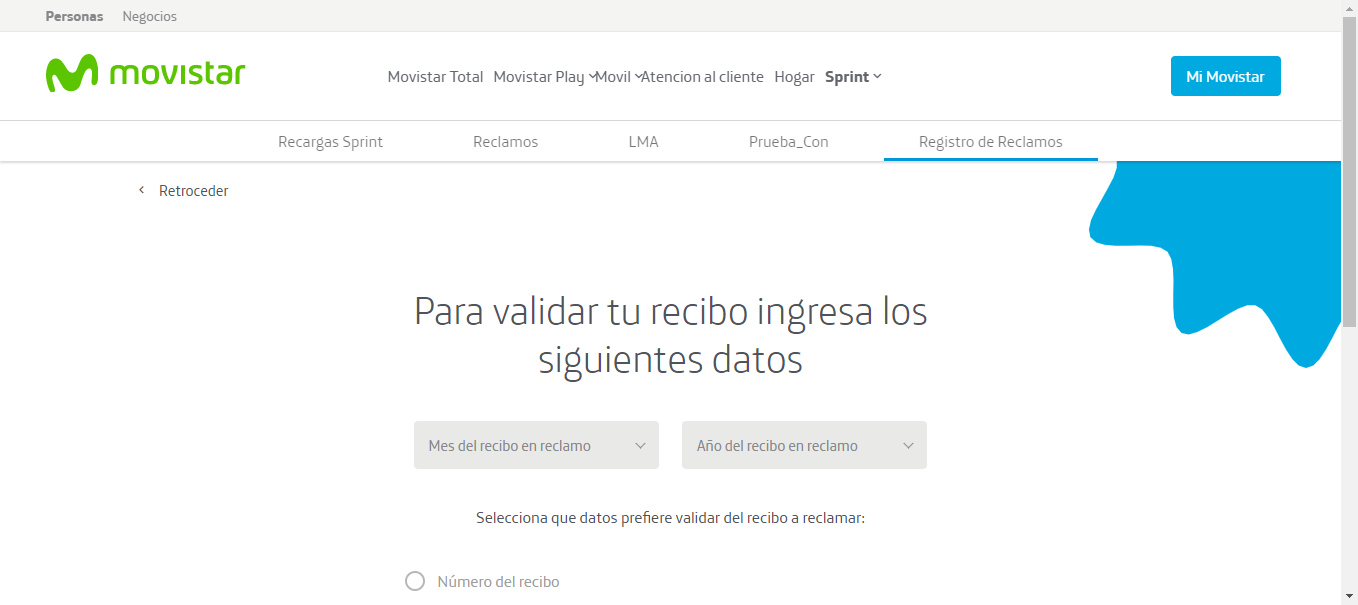 Personas Negocios
movistar Movistar Total Movistar Play Movil Atencion al cliente Hogar Sprint Mi Movistar
Recargas Sprint Reclamos LMA Prueba_Con Registro de Reclamos
Retroceder
Para validar tu recibo ingresa los
siguientes datos
Mes del recibo en reclamo Año del recibo en reclamo
Selecciona que datos prefiere validar del recibo a reclamar:
Número del recibo